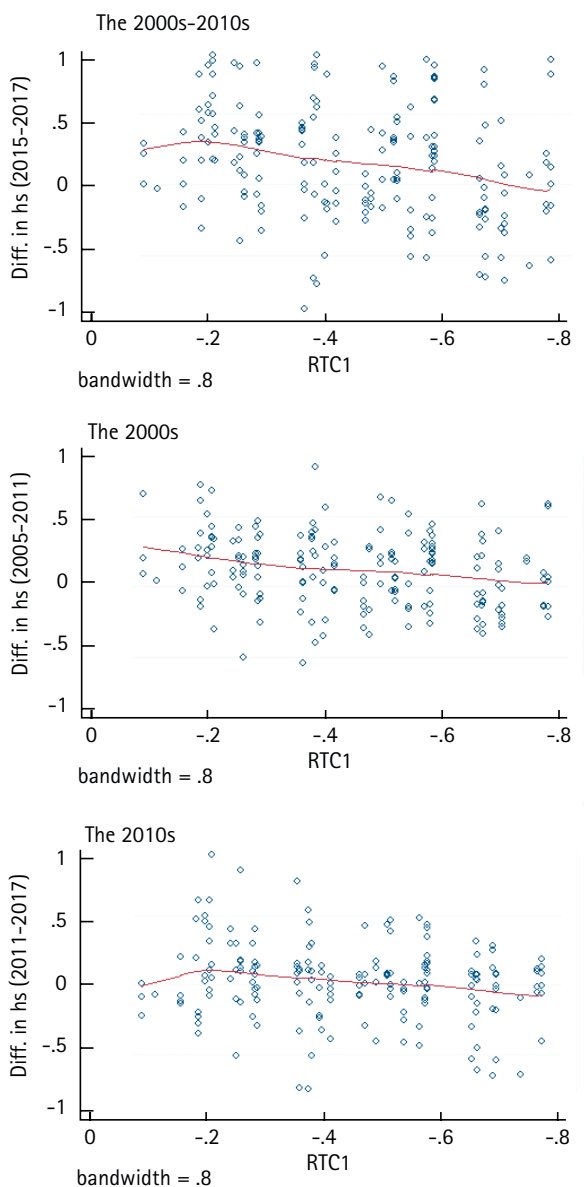 The 2000s-2010s
Diff. in hs (2015-2017)
1
.5
0
-.5
-1
0 -.2 -.4 -.6 -.8
RTC1
bandwidth = .8
The 2000s
Diff. in hs (2005-2011)
1
.5
0
-.5
-1
0 -.2 -.4 -.6 -.8
RTC1
bandwidth = .8
The 2010s
Diff. in hs (2011-2017)
1
.5
0
-.5
-1
0 -.2 -.4 -.6 -.8
RTC1
bandwidth = .8